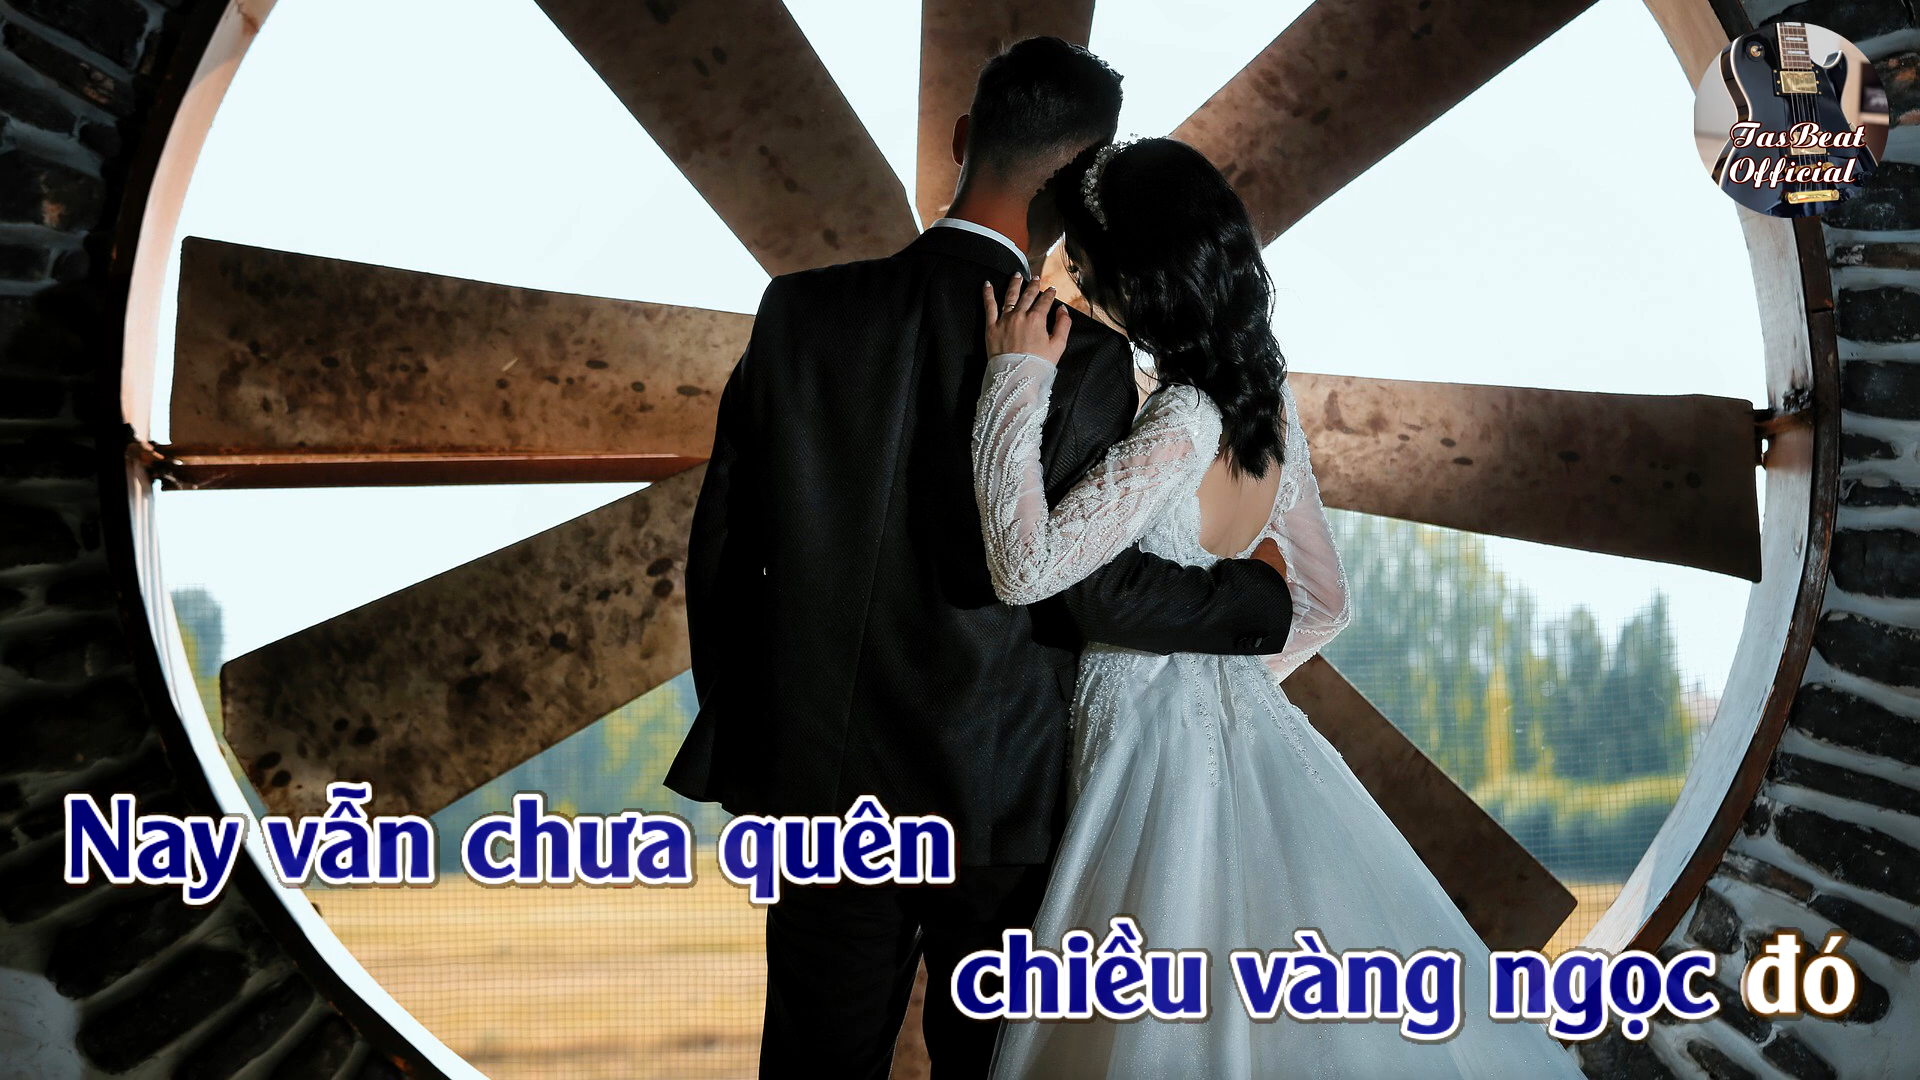 TasBeat
Official
Nay vẫn chưa quên
chiều vàng ngọc đó